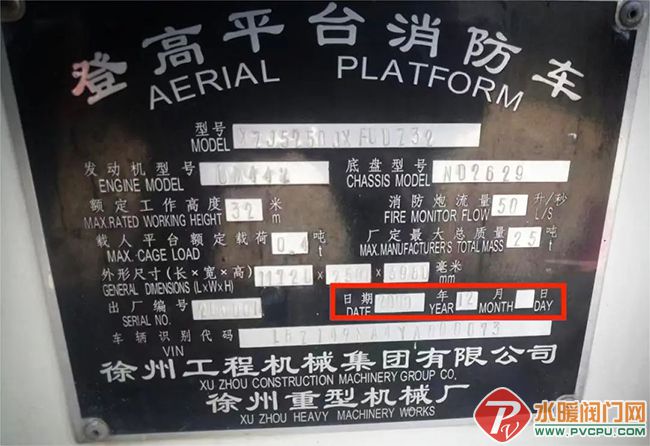 登高平台消防车
AERIAL PLATFORM
型号
MODEL
发动机型号 底盘型号
ENGINE MODEL CHASSIS MODEL ND2629
额定工作高度 32 米 消防炮流量 50 升/秒
MAX.RATED WORKING HEIGHT m FIRE MONITOR FLOW L/S
载人平台额定载荷 0.4 吨 厂定最大总质量 25 吨
MAX.CAGE LOAD t MAX.MANUFACTURE'S TOTAL MASS t
外形尺寸(长×宽×高) × × 毫米
GENERAL DIMENSIONS (L×W×H) mm
出厂编号 日期 2009 年 12 月 日
SERIAL NO. DATE YEAR MONTH DAY
车辆识别代码
VIN
徐州工程机械集团有限公司
XU ZHOU CONSTRUCTION MACHINERY GROUP CO.
徐州重型机械厂
XU ZHOU HEAVY MACHINERY WORKS
水暖阀门网
WWW.PVCPU.COM